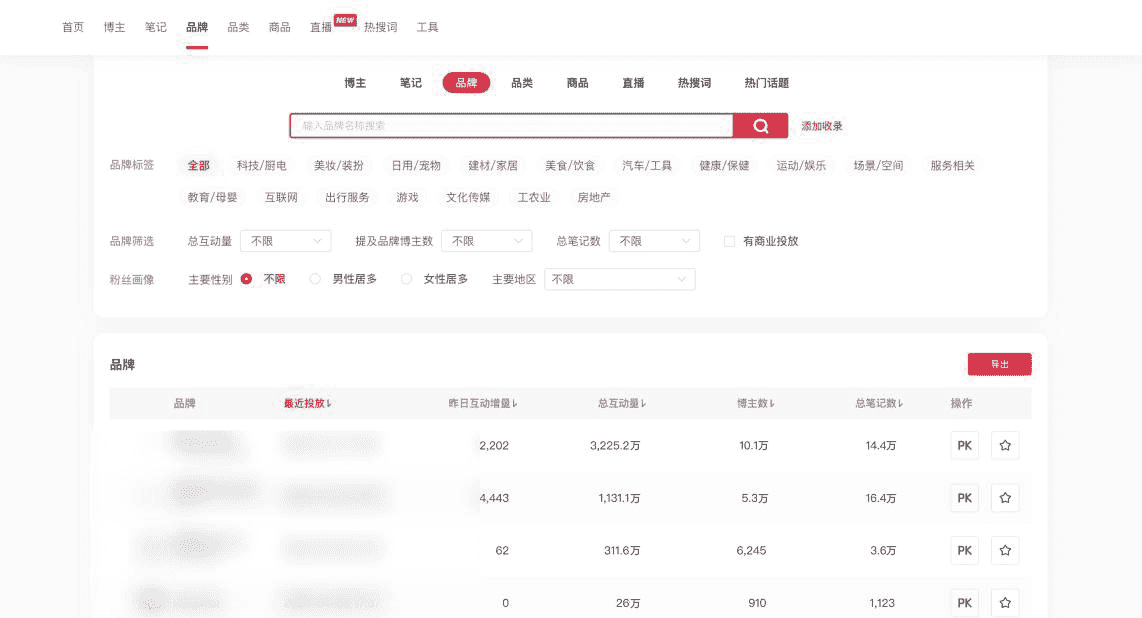 首页 博主 笔记 品牌 品类 商品 直播 NEW 热搜词 工具
博主 笔记 品牌 品类 商品 直播 热搜词 热门话题
输入品牌名称搜索 添加收录
品牌标签 全部 科技/厨电 美妆/装扮 日用/宠物 建材/家居 美食/饮食 汽车/工具 健康/保健 运动/娱乐 场景/空间 服务相关
教育/母婴 互联网 出行服务 游戏 文化传媒 工农业 房地产
品牌筛选 总互动量 不限 提及品牌博主数 不限 总笔记数 不限 有商业投放
粉丝画像 主要性别 不限 男性居多 女性居多 主要地区 不限
品牌 导出
品牌 最近投放 昨日互动增量 总互动量 博主数 总笔记数 操作
2,202 3,225.2万 10.1万 14.4万 PK
4,443 1,131.1万 5.3万 16.4万 PK
62 311.6万 6,245 3.6万 PK
0 26万 910 1,123 PK